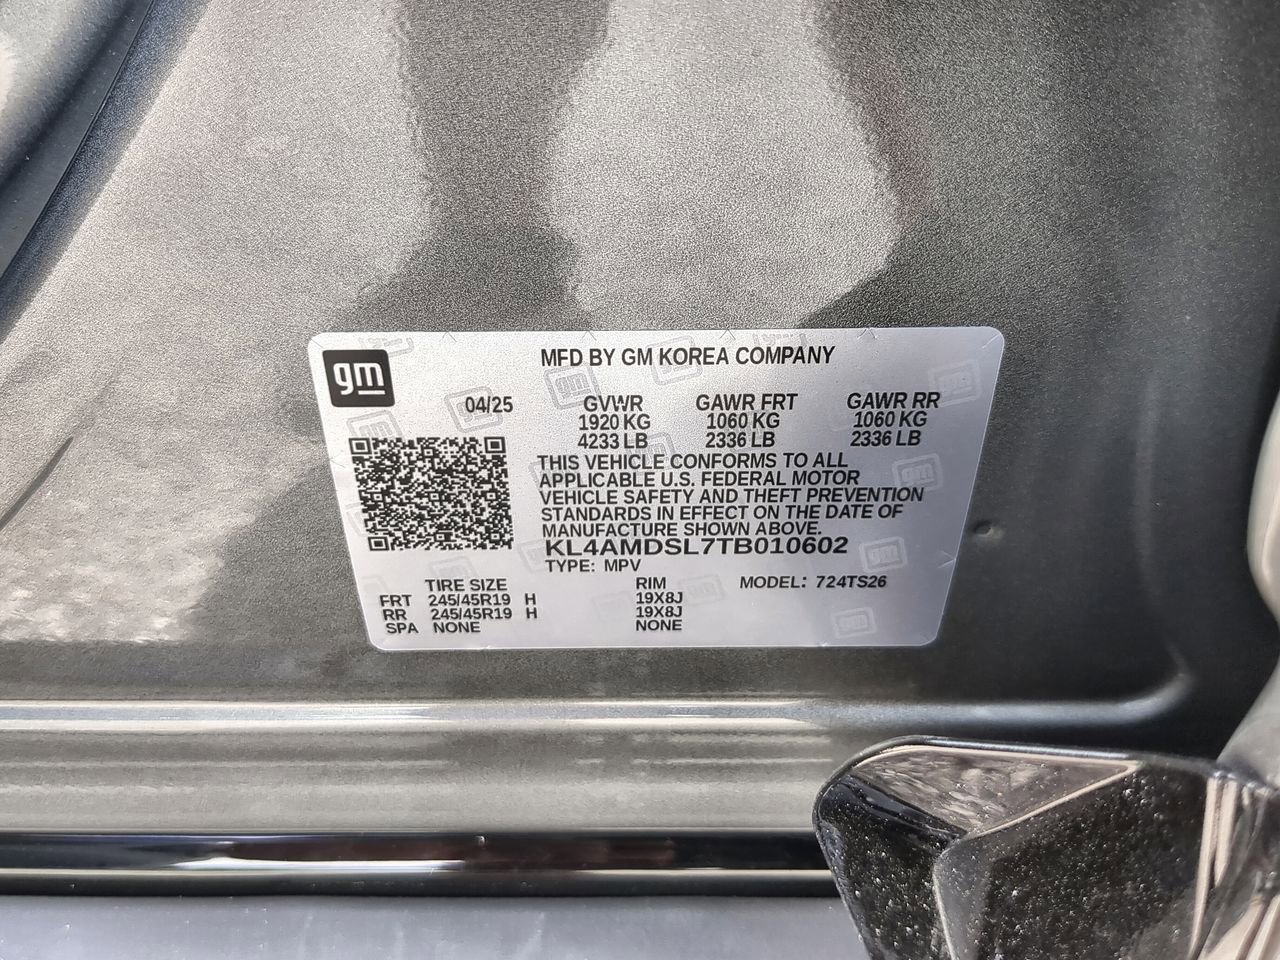 gm
MFD BY GM KOREA COMPANY
04/25
GVWR GAWR FRT GAWR RR
1920 KG 1060 KG 1060 KG
4233 LB 2336 LB 2336 LB
THIS VEHICLE CONFORMS TO ALL
APPLICABLE U.S. FEDERAL MOTOR
VEHICLE SAFETY AND THEFT PREVENTION
STANDARDS IN EFFECT ON THE DATE OF
MANUFACTURE SHOWN ABOVE.
KL4AMDSL7TB010602
TYPE: MPV
TIRE SIZE RIM MODEL: 724TS26
FRT 245/45R19 H 19X8J
RR 245/45R19 H 19X8J
SPA NONE NONE